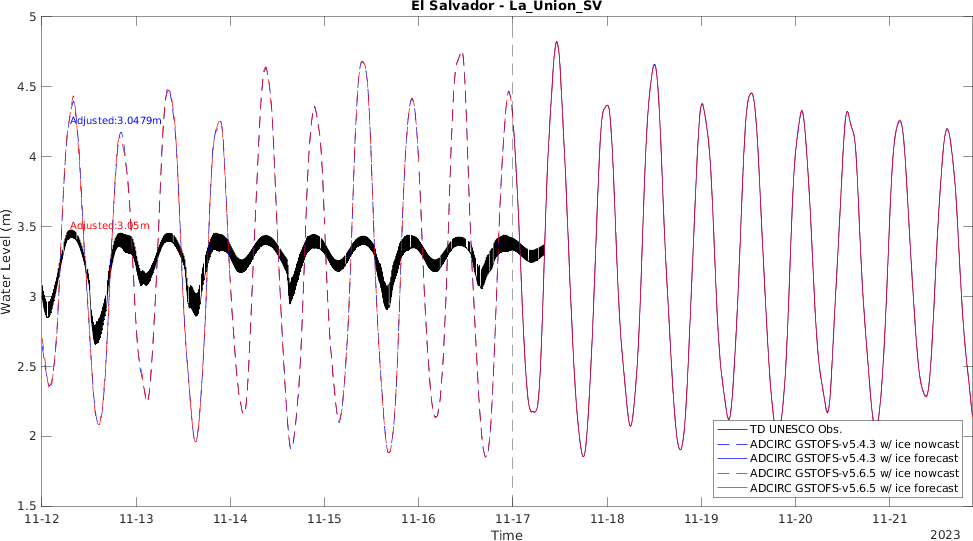 El Salvador - La_Union_SV
5
4.5
4
3.5
3
2.5
2
1.5
Water Level (m)
Adjusted:3.0479m
Adjusted:3.05m
TD UNESCO Obs.
ADCIRC GSTOFS-v5.4.3 w/ ice nowcast
ADCIRC GSTOFS-v5.4.3 w/ ice forecast
ADCIRC GSTOFS-v5.6.5 w/ ice nowcast
ADCIRC GSTOFS-v5.6.5 w/ ice forecast
11-12 11-13 11-14 11-15 11-16 11-17 11-18 11-19 11-20 11-21
Time
2023